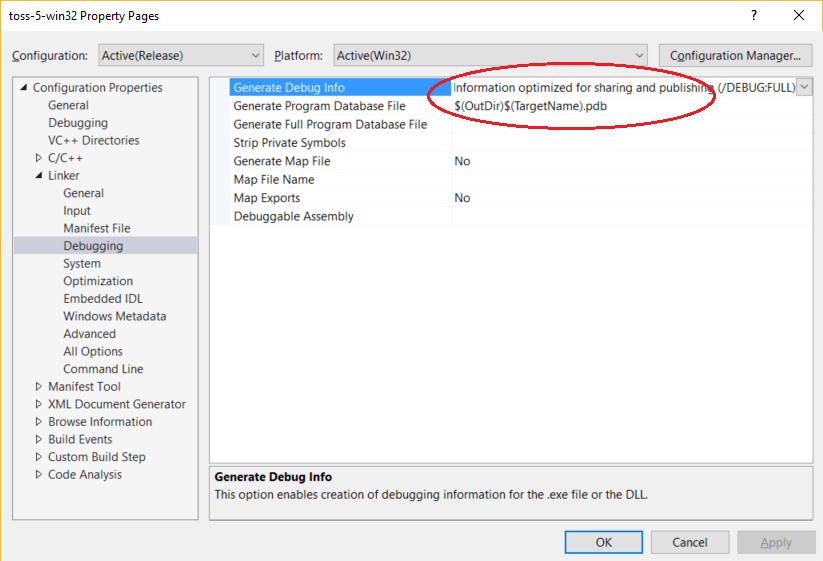 toss-5-win32 Property Pages
Configuration: Active(Release) Platform: Active(Win32) Configuration Manager...
Configuration Properties
General
Debugging
VC++ Directories
C/C++
Linker
General
Input
Manifest File
Debugging
System
Optimization
Embedded IDL
Windows Metadata
Advanced
All Options
Command Line
Manifest Tool
XML Document Generator
Browse Information
Build Events
Custom Build Step
Code Analysis
Generate Debug Info Information optimized for sharing and publishing (/DEBUG:FULL)
Generate Program Database File $(OutDir)$(TargetName).pdb
Generate Full Program Database File
Strip Private Symbols
Generate Map File No
Map File Name
Map Exports No
Debuggable Assembly
Generate Debug Info
This option enables creation of debugging information for the .exe file or the DLL.
OK Cancel Apply